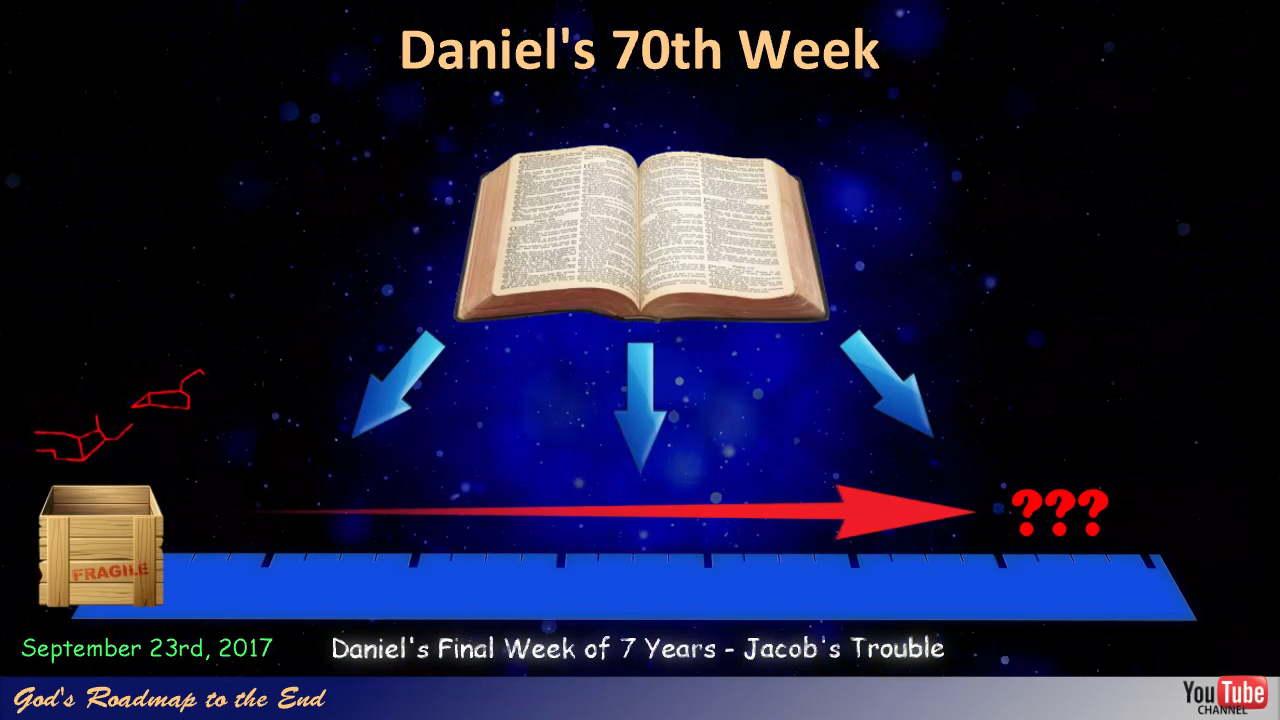 Daniel's 70th Week
???
FRAGILE
September 23rd, 2017
Daniel's Final Week of 7 Years - Jacob's Trouble
God's Roadmap to the End
YouTube
CHANNEL